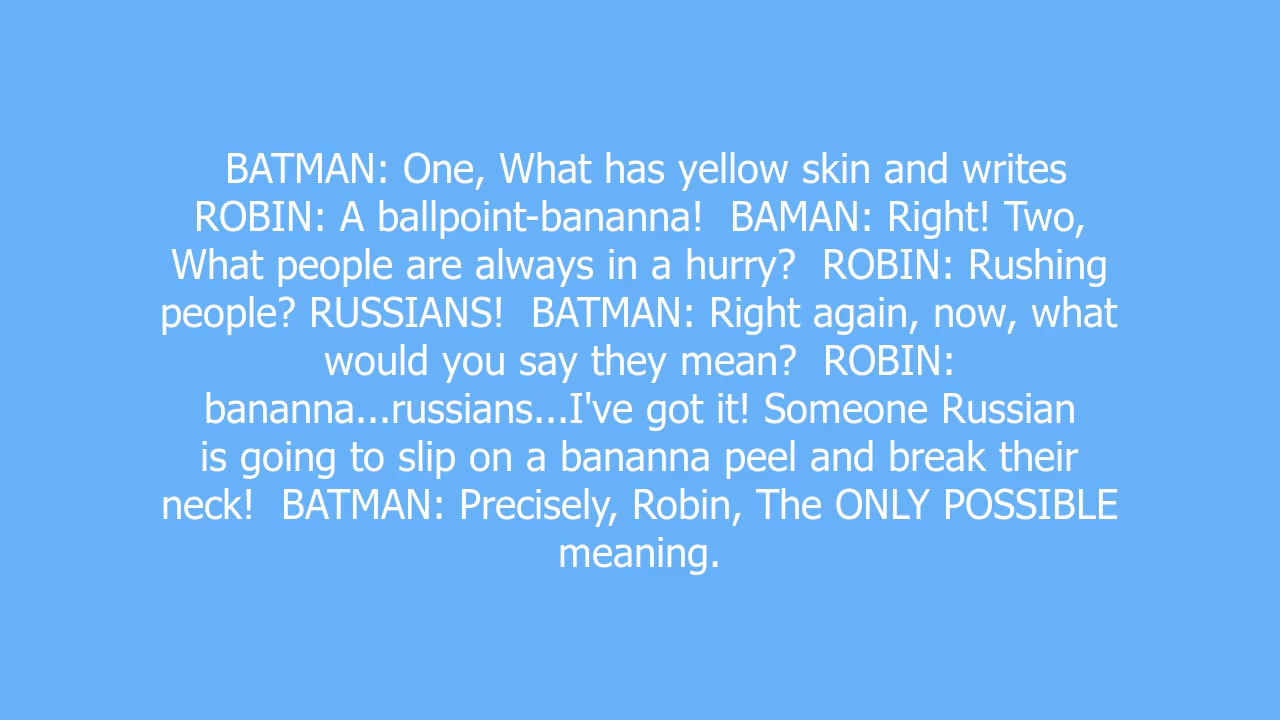 BATMAN: One, What has yellow skin and writes
ROBIN: A ballpoint-bananna!  BAMAN: Right! Two,
What people are always in a hurry?  ROBIN: Rushing
people? RUSSIANS!  BATMAN: Right again, now, what
would you say they mean?  ROBIN:
bananna...russians...I've got it! Someone Russian
is going to slip on a bananna peel and break their
neck!  BATMAN: Precisely, Robin, The ONLY POSSIBLE
meaning.